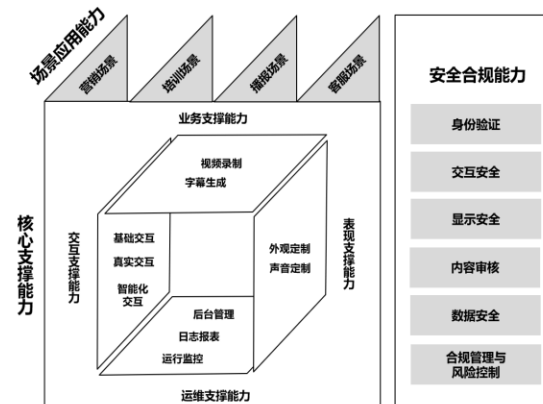 场景应用能力
营销场景
培训场景
播报场景
客服场景
核心支撑能力
业务支撑能力
视频录制
字幕生成
交互支撑能力
基础交互
真实交互
智能化
交互
外观定制
声音定制
表现支撑能力
后台管理
日志报表
运行监控
运维支撑能力
安全合规能力
身份验证
交互安全
显示安全
内容审核
数据安全
合规管理与
风险控制